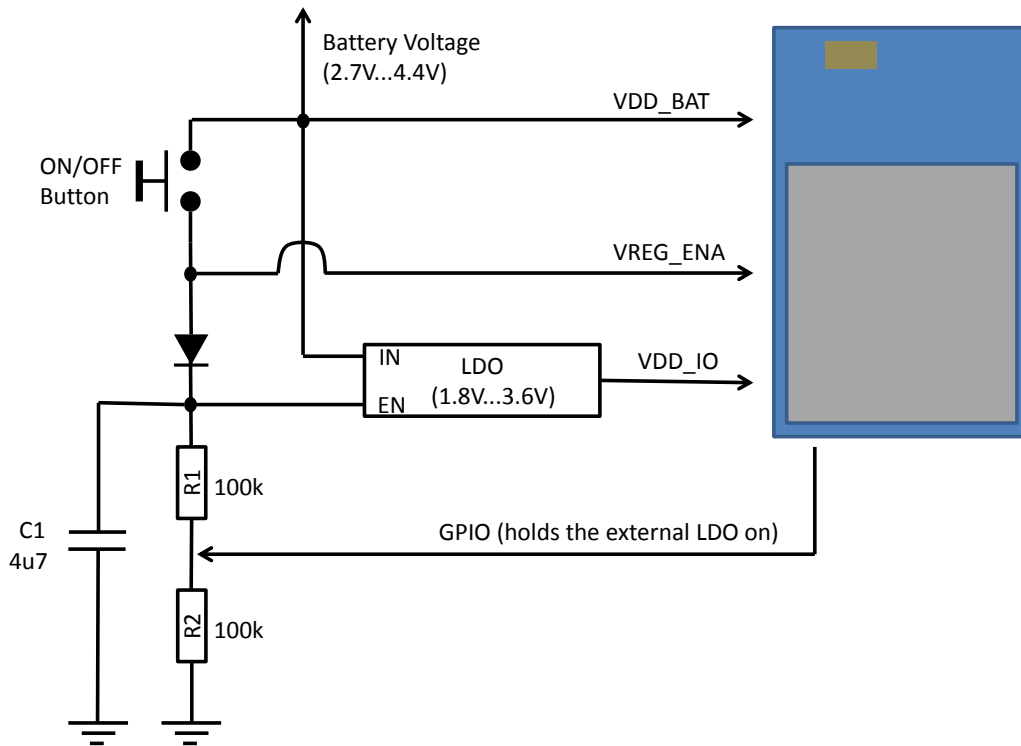 Battery Voltage
(2.7V...4.4V)
VDD_BAT
ON/OFF
Button
VREG_ENA
IN
LDO
VDD_IO
(1.8V...3.6V)
EN
R1
100k
C1
4u7
GPIO (holds the external LDO on)
R2
100k